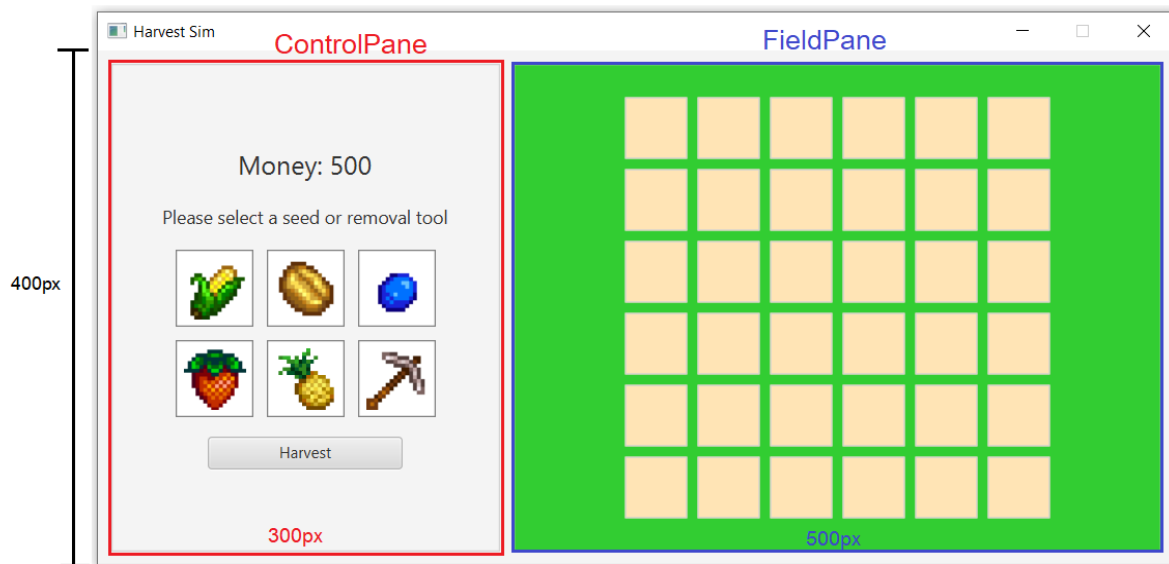 Harvest Sim
ControlPane
FieldPane
Money: 500
Please select a seed or removal tool
400px
Harvest
300px
500px